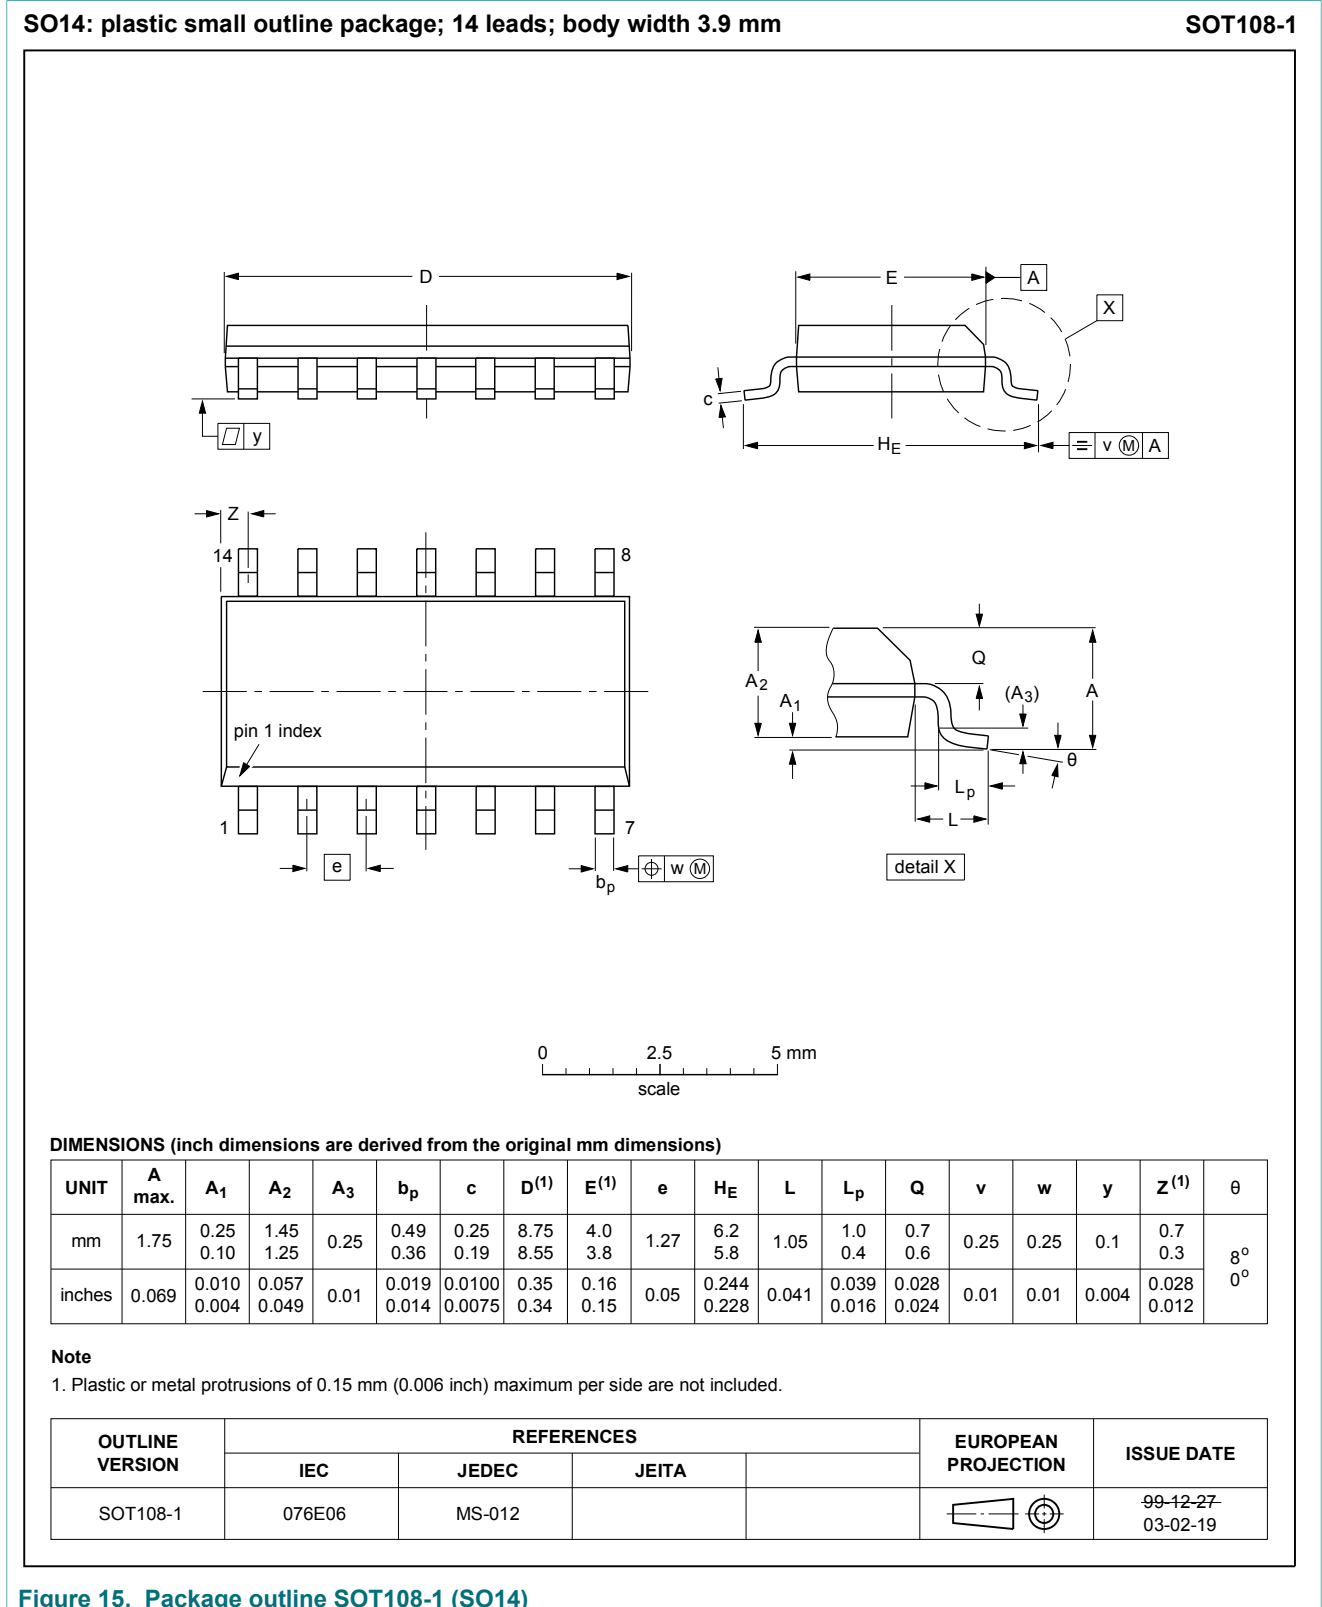 SO14: plastic small outline package; 14 leads; body width 3.9 mm SOT108-1
D
E A
X
c
y
HE
v M A
Z
14 8
Q
A2
A1
(A3)
A
pin 1 index
θ
Lp
1 7
L
e
bp
w M
detail X
0 2.5 5 mm
scale
DIMENSIONS (inch dimensions are derived from the original mm dimensions)
UNIT A max. A1 A2 A3 bp c D(1) E(1) e HE L Lp Q v w y Z(1) θ
mm 1.75 0.25 0.10 1.45 1.25 0.25 0.49 0.36 0.25 0.19 8.75 8.55 4.0 3.8 1.27 6.2 5.8 1.05 1.0 0.4 0.7 0.6 0.25 0.25 0.1 0.7 0.3 8o 0o
inches 0.069 0.010 0.004 0.057 0.049 0.01 0.019 0.014 0.0100 0.0075 0.35 0.34 0.16 0.15 0.05 0.244 0.228 0.041 0.039 0.016 0.028 0.024 0.01 0.01 0.004 0.028 0.012
Note
1. Plastic or metal protrusions of 0.15 mm (0.006 inch) maximum per side are not included.
OUTLINE VERSION REFERENCES EUROPEAN PROJECTION ISSUE DATE
IEC JEDEC JEITA
SOT108-1 076E06 MS-012 99-12-27
03-02-19
Figure 15. Package outline SOT108-1 (SO14)